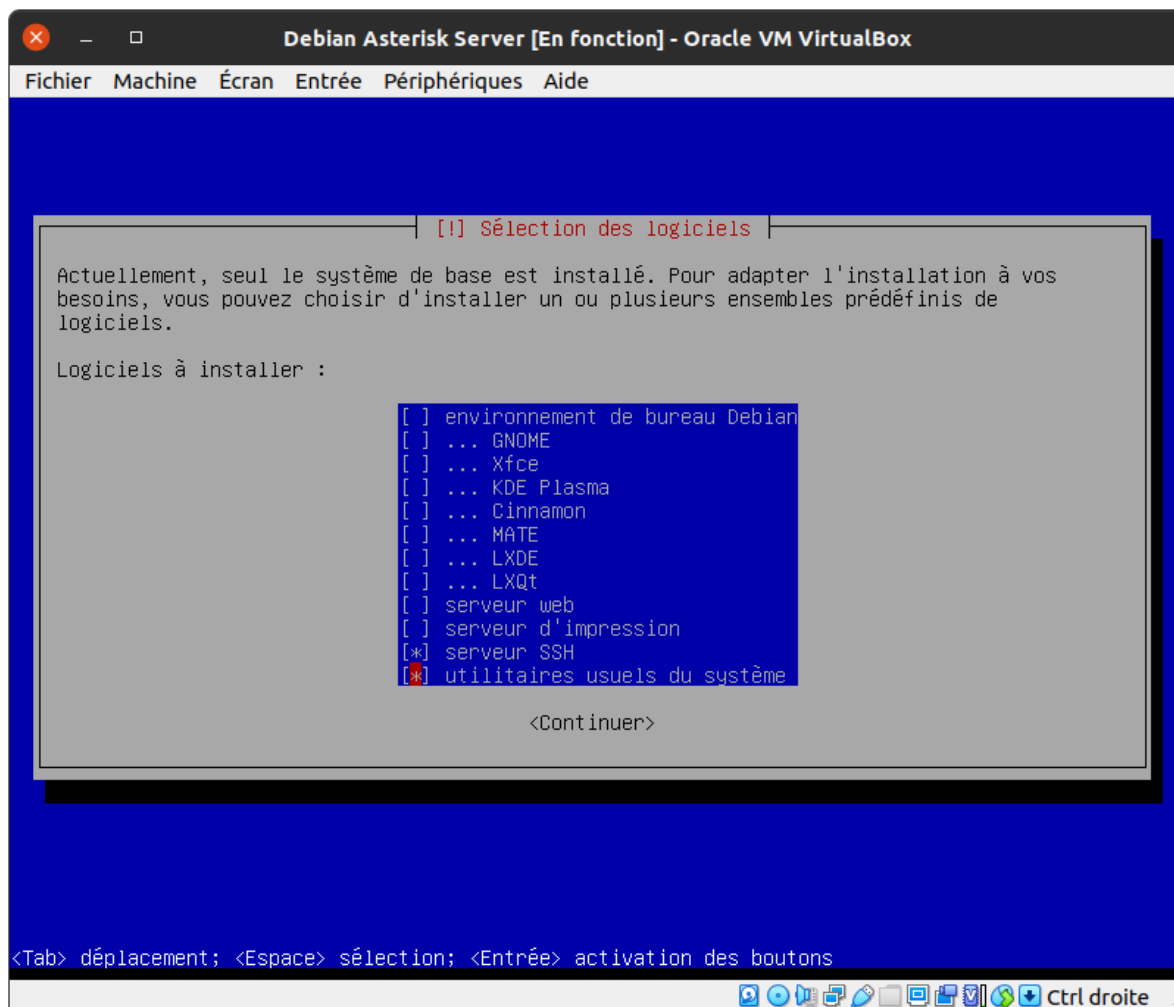 Debian Asterisk Server [En fonction] - Oracle VM VirtualBox
Fichier Machine Écran Entrée Périphériques Aide
[!] Sélection des logiciels
Actuellement, seul le système de base est installé. Pour adapter l'installation à vos
besoins, vous pouvez choisir d'installer un ou plusieurs ensembles prédéfinis de
logiciels.
Logiciels à installer :
[ ] environnement de bureau Debian
[ ] ... GNOME
[ ] ... Xfce
[ ] ... KDE Plasma
[ ] ... Cinnamon
[ ] ... MATE
[ ] ... LXDE
[ ] ... LXQt
[ ] serveur web
[ ] serveur d'impression
[*] serveur SSH
[*] utilitaires usuels du système
<Continuer>
<Tab> déplacement; <Espace> sélection; <Entrée> activation des boutons
Ctrl droite